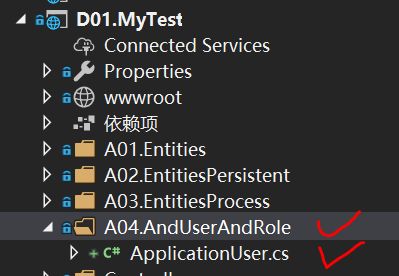 D01.MyTest
Connected Services
Properties
wwwroot
依赖项
A01.Entities
A02.EntitiesPersistent
A03.EntitiesProcess
A04.AndUserAndRole
C# ApplicationUser.cs